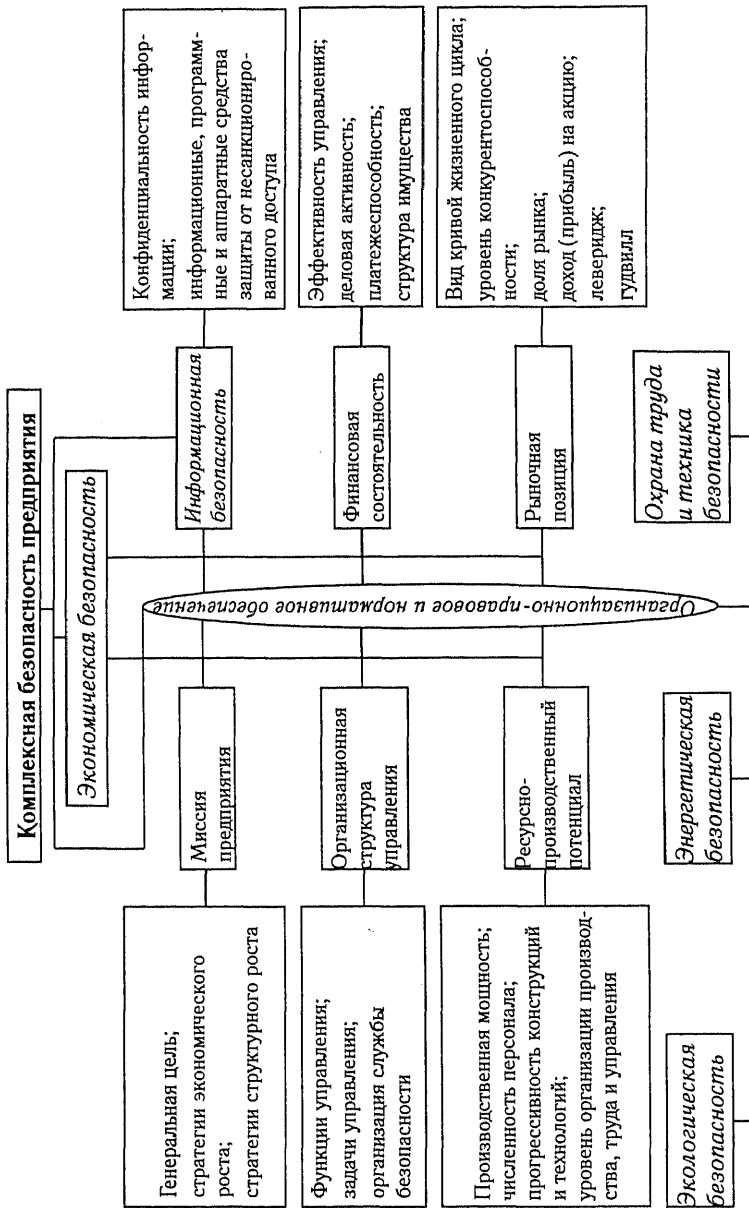 Комплексная безопасность предприятия
Экономическая безопасность
Генеральная цель;
стратегии экономического
роста;
стратегии структурного роста
Миссия
предприятия
Информационная
безопасность
Конфиденциальность инфор-
мации;
информационные, программ-
ные и аппаратные средства
защиты от несанкциониро-
ванного доступа
Функции управления;
задачи управления;
организация службы
безопасности
Организационная
структура
управления
Организационно-правовое и нормативное обеспечение
Финансовая
состоятельность
Эффективность управления;
деловая активность;
платежеспособность;
структура имущества
Производственная мощность;
численность персонала;
прогрессивность конструкций
и технологий;
уровень организации производ-
ства, труда и управления
Ресурсно-
производственный
потенциал
Рыночная
позиция
Вид кривой жизненного цикла;
уровень конкурентоспособ-
ности;
доля рынка;
доход (прибыль) на акцию;
леверидж;
гудвилл
Экологическая
безопасность
Энергетическая
безопасность
Охрана труда
и техника
безопасности